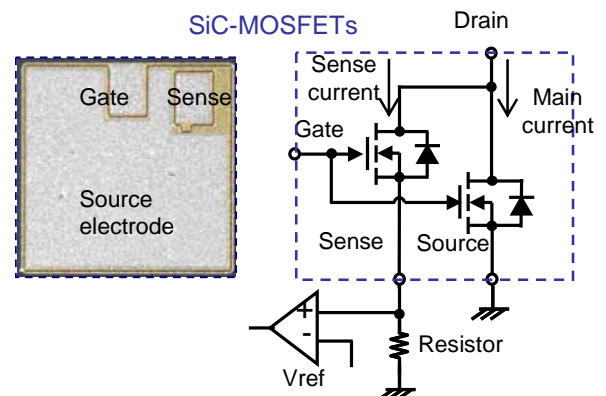 SiC-MOSFETs
Drain
Gate
Sense
Source
electrode
Sense
current
Main
current
Gate
Sense
Source
+
-
Resistor
Vref